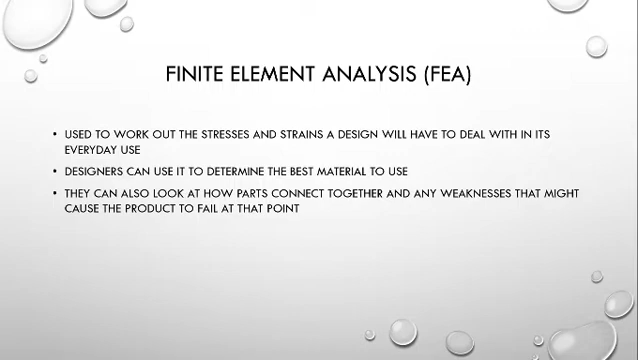 FINITE ELEMENT ANALYSIS (FEA)
• USED TO WORK OUT THE STRESSES AND STRAINS A DESIGN WILL HAVE TO DEAL WITH IN ITS
EVERYDAY USE
• DESIGNERS CAN USE IT TO DETERMINE THE BEST MATERIAL TO USE
• THEY CAN ALSO LOOK AT HOW PARTS CONNECT TOGETHER AND ANY WEAKNESSES THAT MIGHT
CAUSE THE PRODUCT TO FAIL AT THAT POINT